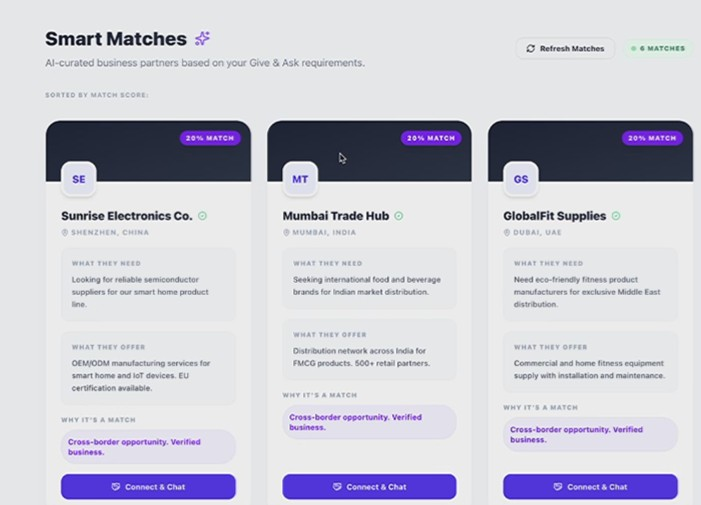 Smart Matches
AI-curated business partners based on your Give & Ask requirements.
Refresh Matches
6 MATCHES
SORTED BY MATCH SCORE:
20% MATCH
SE
Sunrise Electronics Co.
SHENZHEN, CHINA
WHAT THEY NEED
Looking for reliable semiconductor
suppliers for our smart home product
line.
WHAT THEY OFFER
OEM/ODM manufacturing services for
smart home and IoT devices. EU
certification available.
WHY IT'S A MATCH
Cross-border opportunity. Verified
business.
Connect & Chat
20% MATCH
MT
Mumbai Trade Hub
MUMBAI, INDIA
WHAT THEY NEED
Seeking international food and beverage
brands for Indian market distribution.
WHAT THEY OFFER
Distribution network across India for
FMCG products. 500+ retail partners.
WHY IT'S A MATCH
Cross-border opportunity. Verified
business.
Connect & Chat
20% MATCH
GS
GlobalFit Supplies
DUBAI, UAE
WHAT THEY NEED
Need eco-friendly fitness product
manufacturers for exclusive Middle East
distribution.
WHAT THEY OFFER
Commercial and home fitness equipment
supply with installation and maintenance.
WHY IT'S A MATCH
Cross-border opportunity. Verified
business.
Connect & Chat